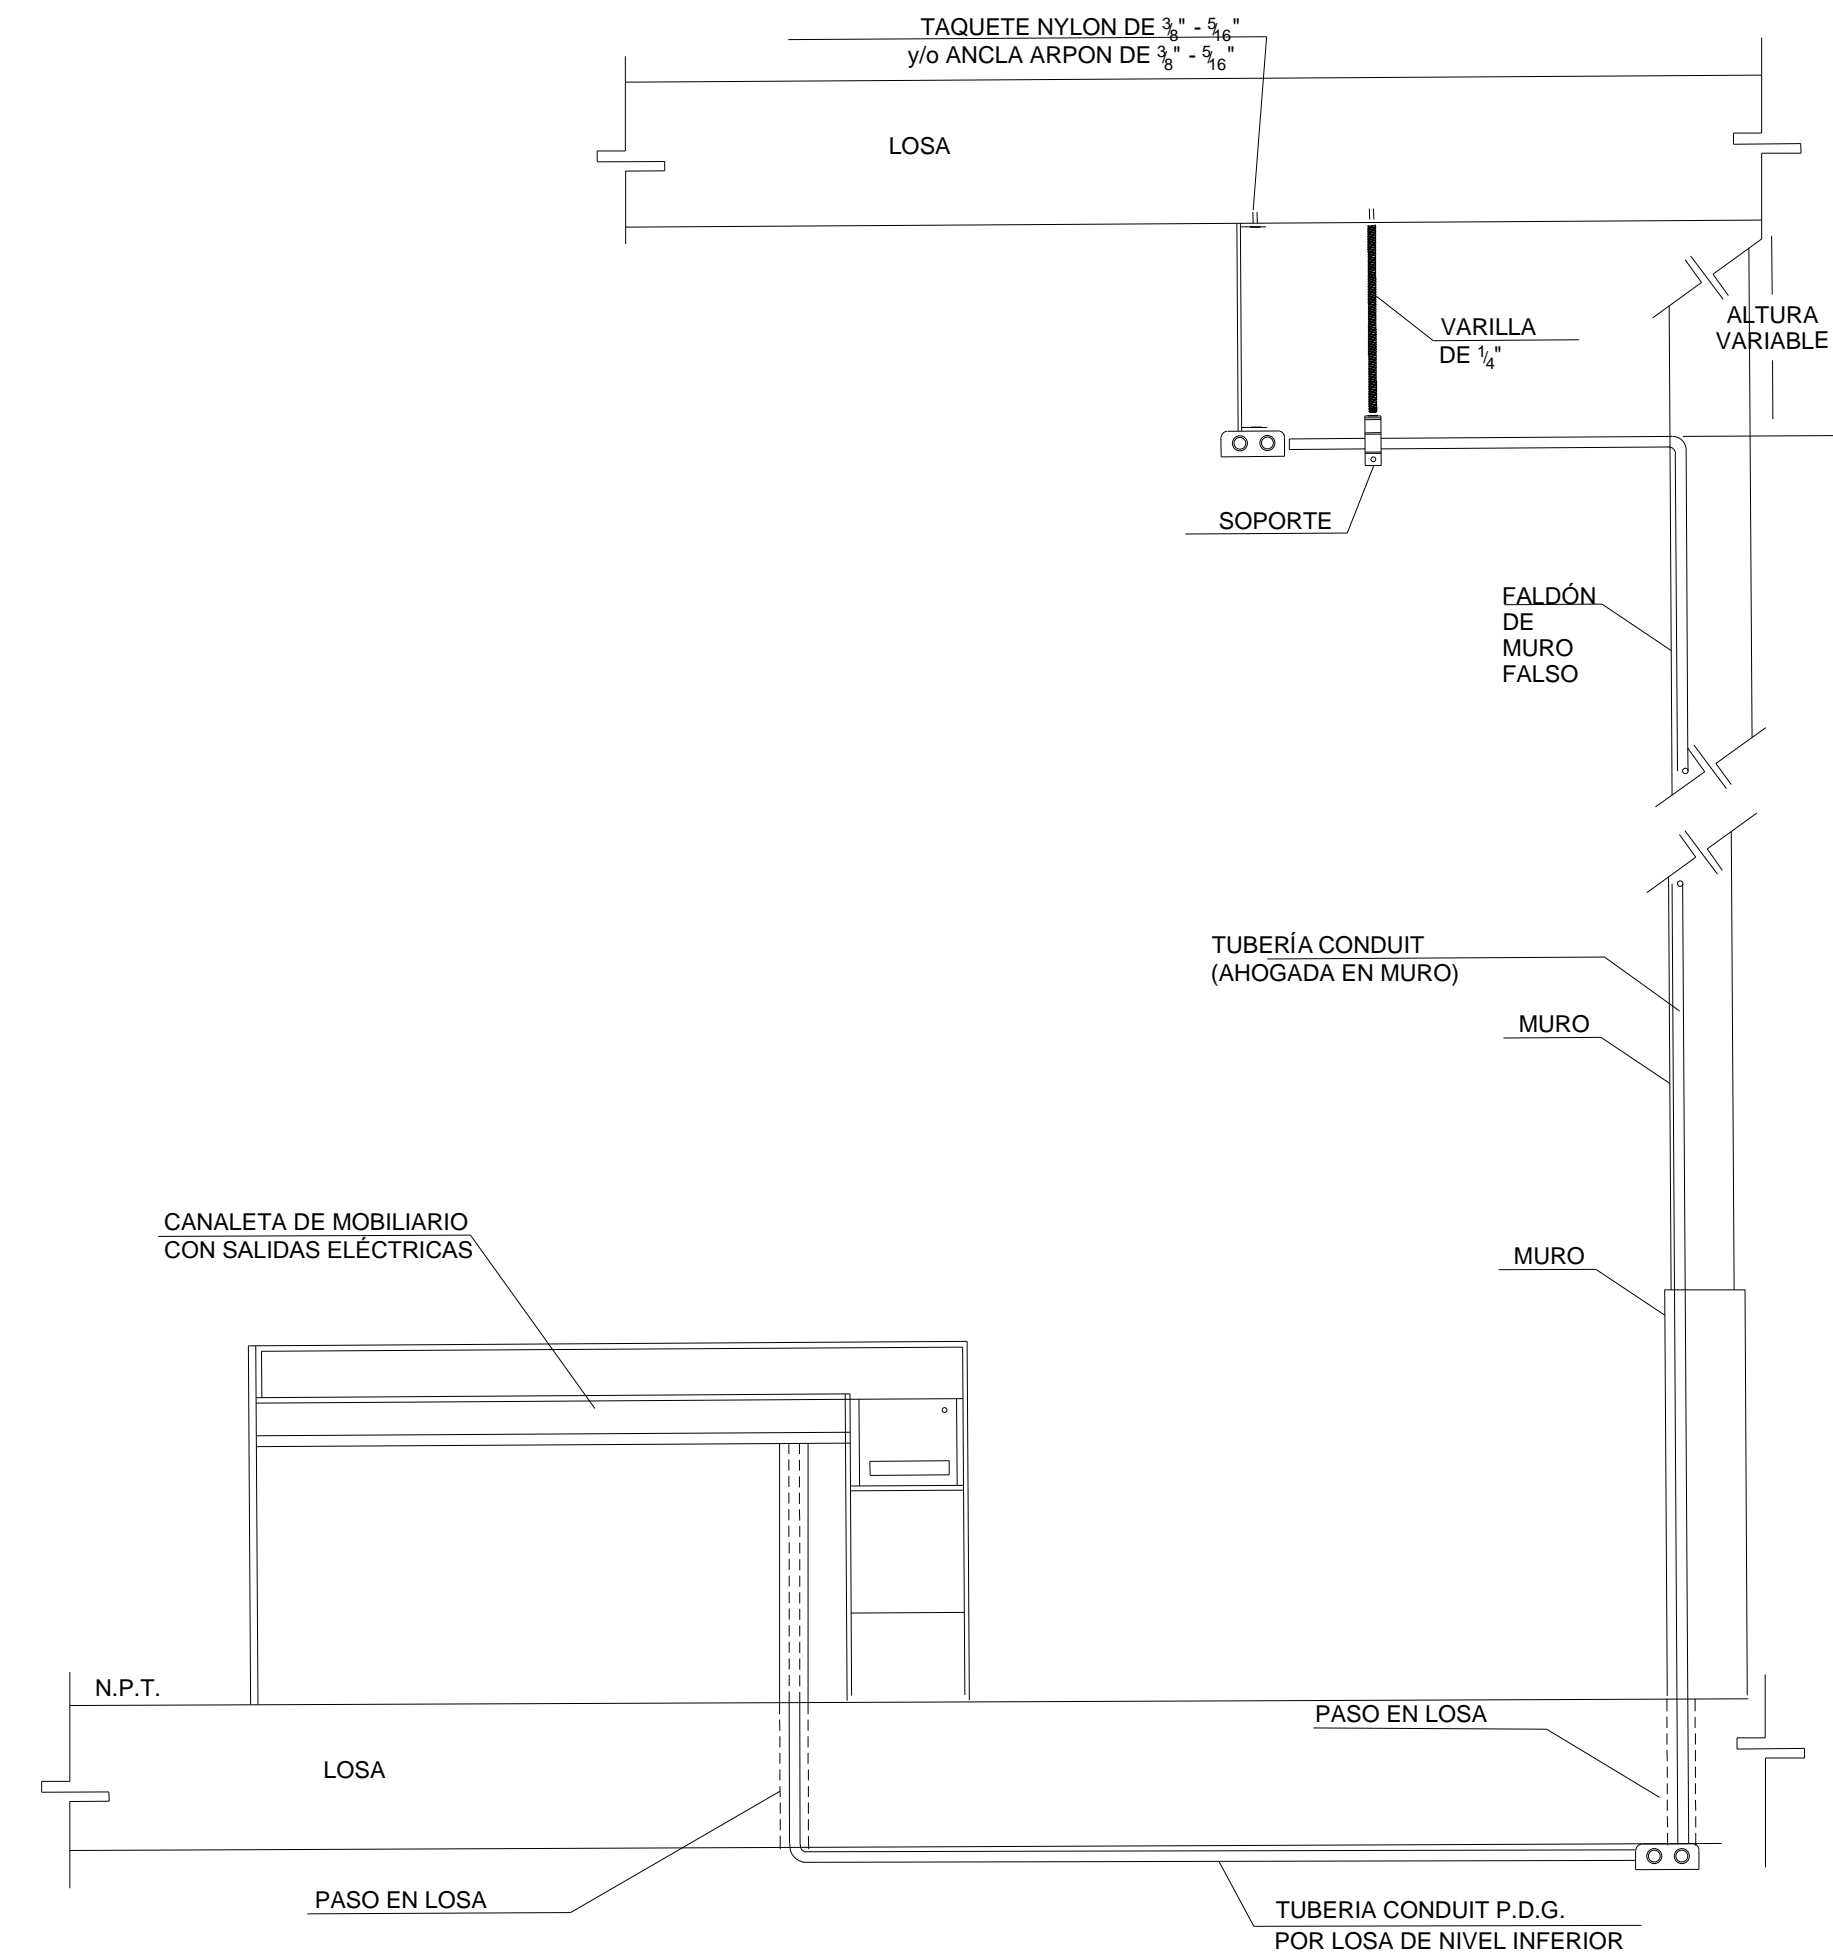 TAQUETE NYLON DE 3/8" - 5/16"
y/o ANCLA ARPON DE 3/8" - 5/16"
LOSA
ALTURA
VARIABLE
VARILLA
DE 1/4"
SOPORTE
FALDÓN
DE
MURO
FALSO
TUBERÍA CONDUIT
(AHOGADA EN MURO)
MURO
CANALETA DE MOBILIARIO
CON SALIDAS ELÉCTRICAS
MURO
N.P.T.
PASO EN LOSA
LOSA
PASO EN LOSA
TUBERIA CONDUIT P.D.G.
POR LOSA DE NIVEL INFERIOR